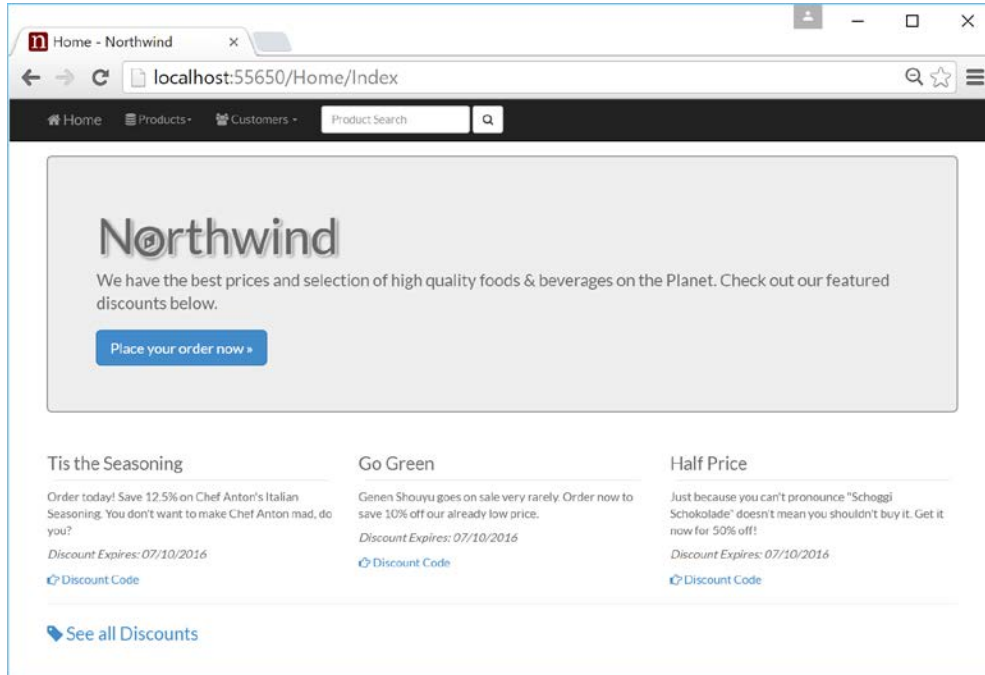 Home - Northwind
localhost:55650/Home/Index
Home Products Customers Product Search
Northwind
We have the best prices and selection of high quality foods & beverages on the Planet. Check out our featured
discounts below.
Place your order now »
Tis the Seasoning
Order today! Save 12.5% on Chef Anton's Italian
Seasoning. You don't want to make Chef Anton mad, do
you?
Discount Expires: 07/10/2016
Discount Code
Go Green
Genen Shouyu goes on sale very rarely. Order now to
save 10% off our already low price.
Discount Expires: 07/10/2016
Discount Code
Half Price
Just because you can't pronounce "Schoggi
Schokolade" doesn't mean you shouldn't buy it. Get it
now for 50% off!
Discount Expires: 07/10/2016
Discount Code
See all Discounts